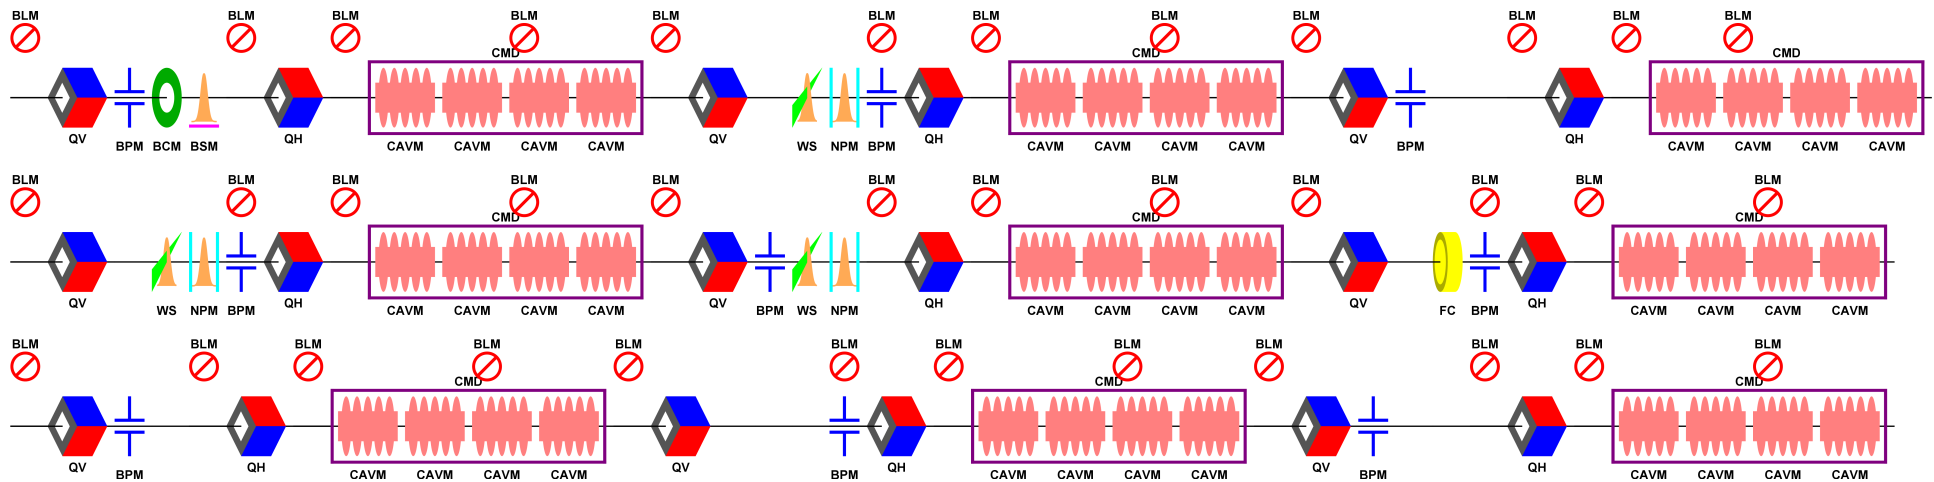 BLM BLM BLM BLM BLM BLM BLM BLM BLM BLM BLM BLM
CMD CMD CMD
QV BPM BCM BSM QH CAVM CAVM CAVM CAVM QV WS NPM BPM QH CAVM CAVM CAVM CAVM QV BPM QH CAVM CAVM CAVM CAVM
BLM BLM BLM BLM BLM BLM BLM BLM BLM BLM BLM BLM
CMD CMD CMD
QV WS NPM BPM QH CAVM CAVM CAVM CAVM QV BPM WS NPM QH CAVM CAVM CAVM CAVM QV FC BPM QH CAVM CAVM CAVM CAVM
BLM BLM BLM BLM BLM BLM BLM BLM BLM BLM BLM BLM
CMD CMD CMD
QV BPM QH CAVM CAVM CAVM CAVM QV BPM QH CAVM CAVM CAVM CAVM QV BPM QH CAVM CAVM CAVM CAVM